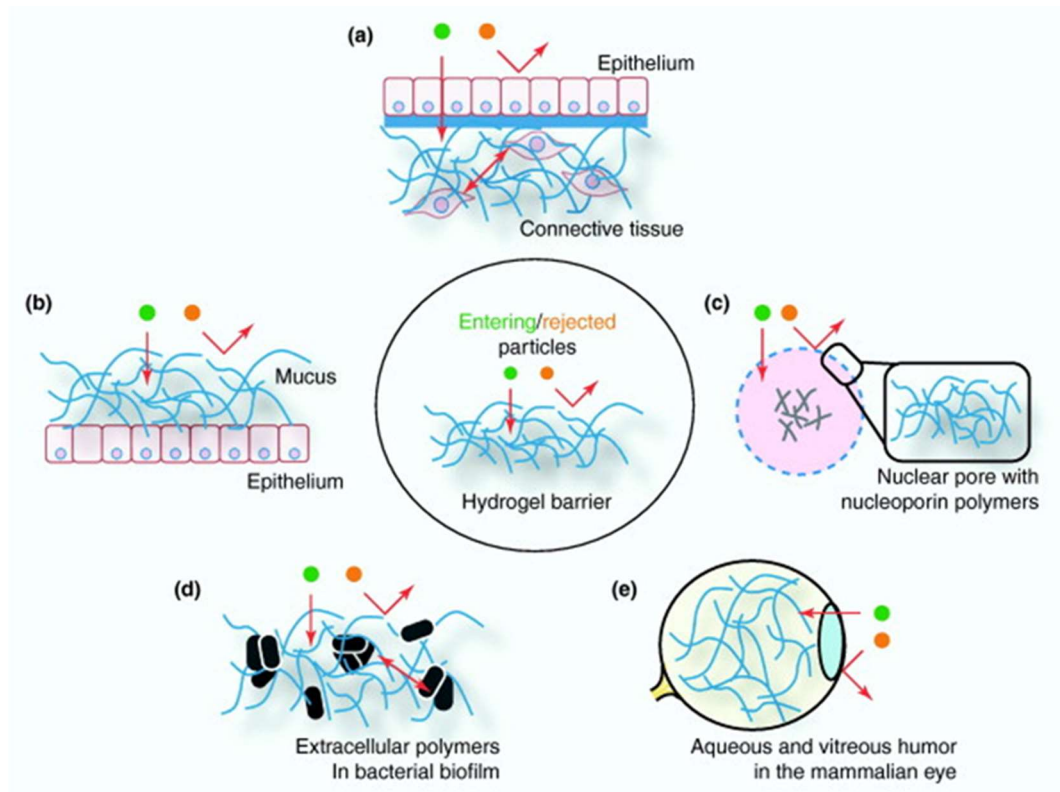 (a)
Epithelium
Connective tissue
(b)
Mucus
Epithelium
Entering/rejected
particles
Hydrogel barrier
(c)
Nuclear pore with
nucleoporin polymers
(d)
Extracellular polymers
In bacterial biofilm
(e)
Aqueous and vitreous humor
in the mammalian eye